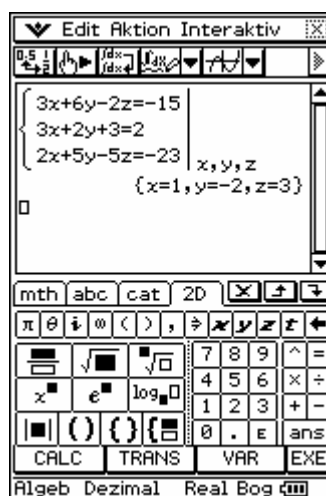 Edit Aktion Interaktiv
3x+6y-2z=-15
3x+2y+3=2
2x+5y-5z=-23 x,y,z
{x=1,y=-2,z=3}
mth abc cat 2D
π θ i ∞ ( ) , ⇒ x y z t ←
√■ ■√□ 7 8 9 ^ =
x■ e■ log■□ 4 5 6 × ÷
1 2 3 + -
|■| () {} 0 . E ans
CALC TRANS VAR EXE
Algeb Dezimal Real Bog